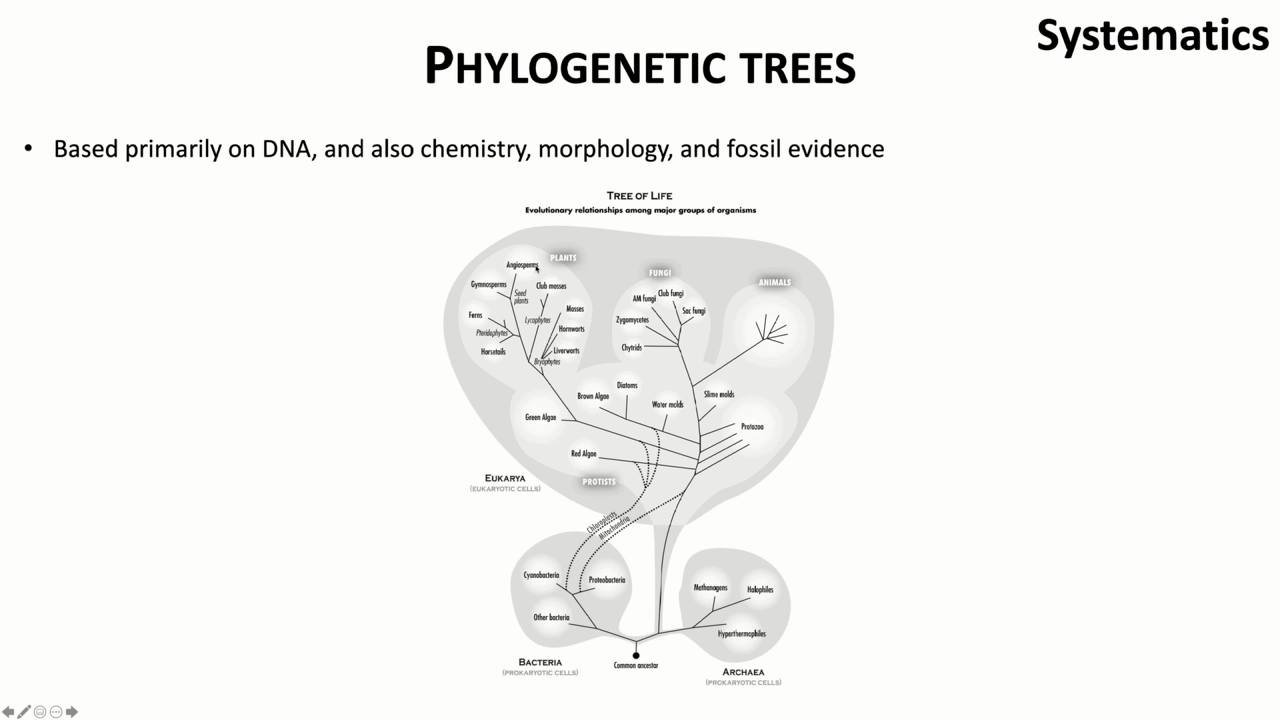 Systematics
PHYLOGENETIC TREES
• Based primarily on DNA, and also chemistry, morphology, and fossil evidence
TREE OF LIFE
Evolutionary relationships among major groups of organisms
PLANTS
Angiosperms
Gymnosperms
Seed
plants
Club mosses
Ferns
Lycophytes
Mosses
Pteridophytes
Hornworts
Horsetails
Liverworts
Bryophytes
FUNGI
AM fungi
Club fungi
Sac fungi
Zygomycetes
Chytrids
ANIMALS
Diatoms
Brown Algae
Water molds
Slime molds
Green Algae
Protozoa
Red Algae
PROTISTS
EUKARYA
(EUKARYOTIC CELLS)
Chloroplasts
Mitochondria
Cyanobacteria
Proteobacteria
Other bacteria
BACTERIA
(PROKARYOTIC CELLS)
Common ancestor
Methanogens
Halophiles
Hyperthermophiles
ARCHAEA
(PROKARYOTIC CELLS)